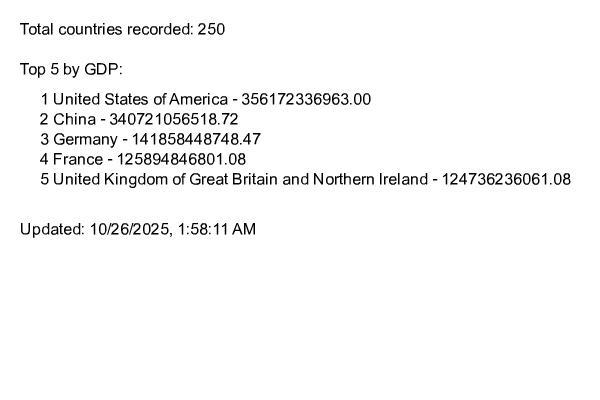 Total countries recorded: 250
Top 5 by GDP:
1 United States of America - 356172336963.00
2 China - 340721056518.72
3 Germany - 141858448748.47
4 France - 125894846801.08
5 United Kingdom of Great Britain and Northern Ireland - 124736236061.08
Updated: 10/26/2025, 1:58:11 AM